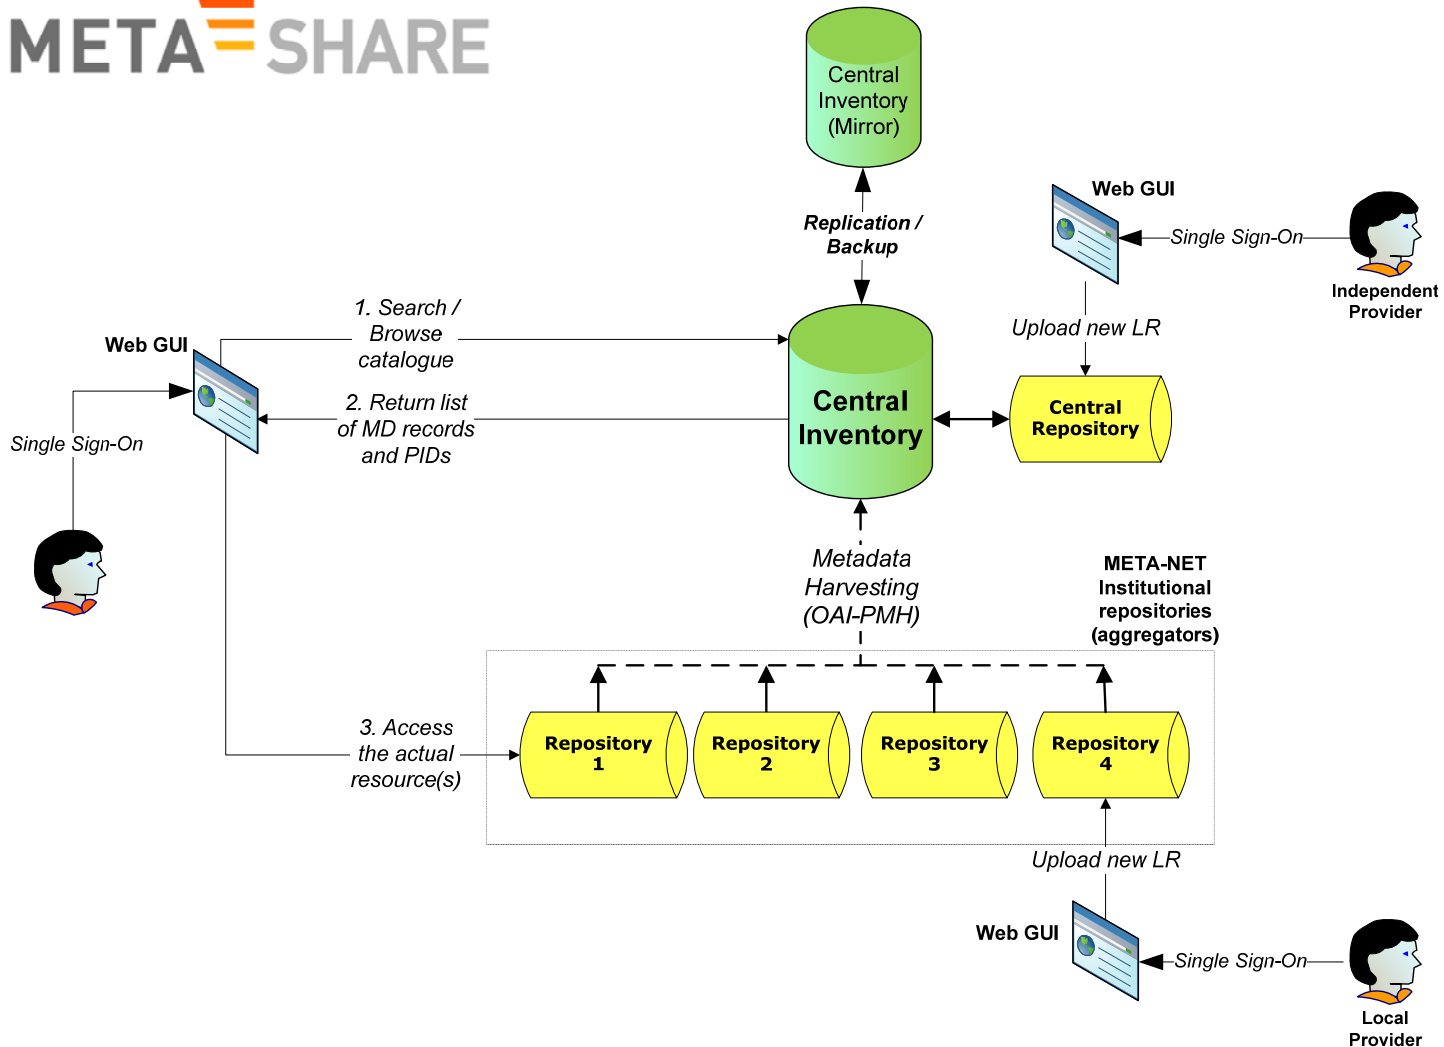 META SHARE
Central
Inventory
(Mirror)
Replication /
Backup
Web GUI
Single Sign-On
Independent
Provider
Upload new LR
1. Search /
Browse
catalogue
Web GUI
2. Return list
of MD records
and PIDs
Single Sign-On
Central
Inventory
Central
Repository
Metadata
Harvesting
(OAI-PMH)
META-NET
Institutional
repositories
(aggregators)
3. Access
the actual
resource(s)
Repository
1
Repository
2
Repository
3
Repository
4
Upload new LR
Web GUI
Single Sign-On
Local
Provider